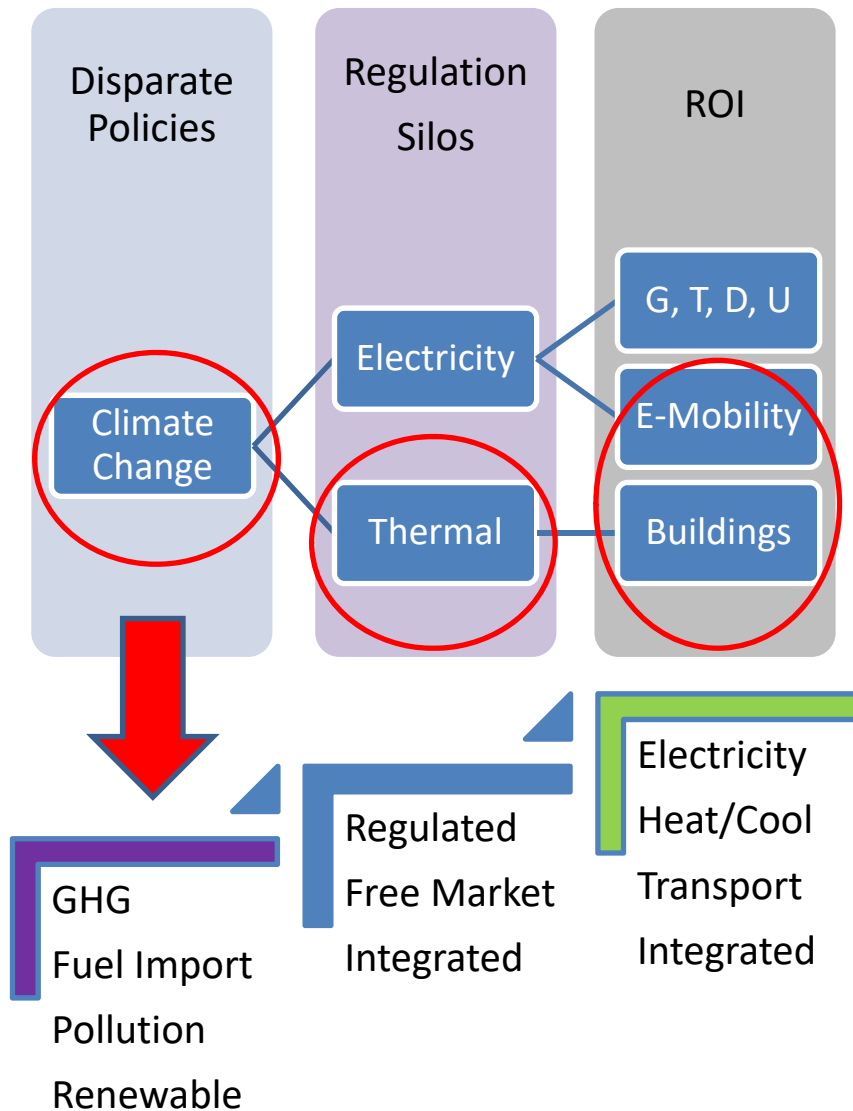 Disparate
Policies
Regulation
Silos
ROI
Climate
Change
Electricity
Thermal
G, T, D, U
E-Mobility
Buildings
GHG
Fuel Import
Pollution
Renewable
Regulated
Free Market
Integrated
Electricity
Heat/Cool
Transport
Integrated